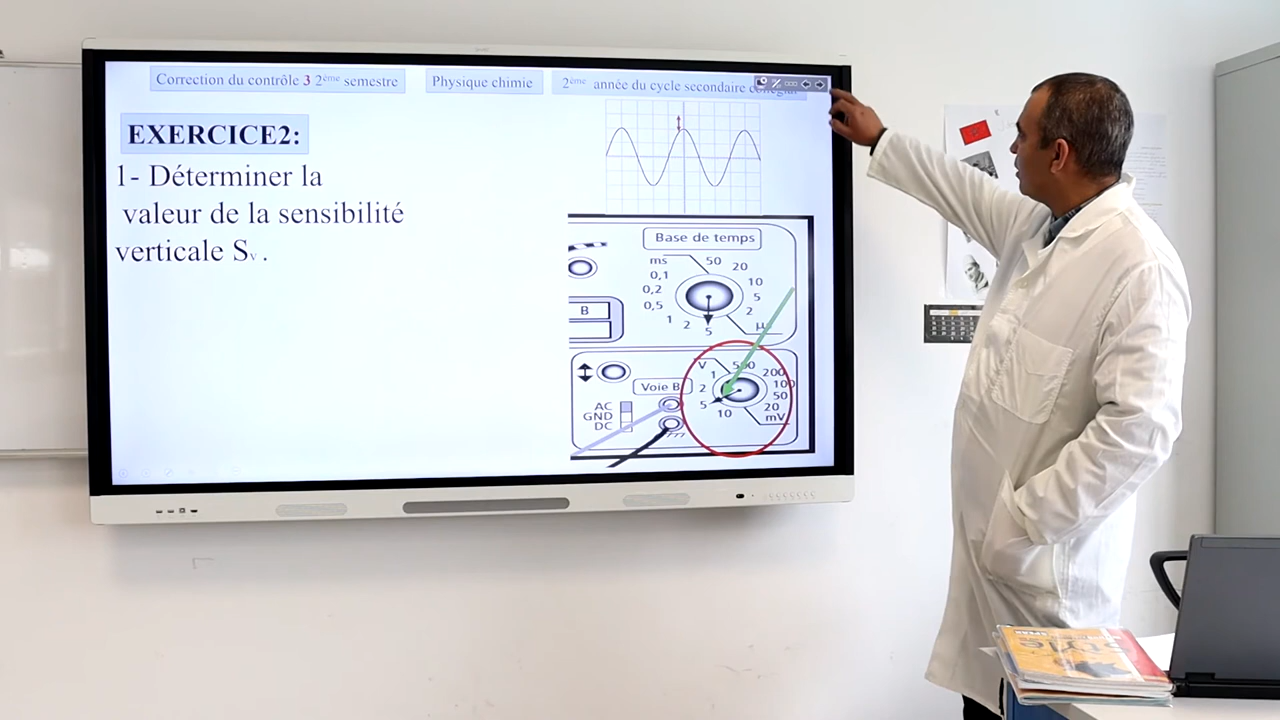 Correction du contrôle 3 2ème semestre
Physique chimie
2ème année du cycle secondaire collégial
EXERCICE2:
1- Déterminer la
valeur de la sensibilité
verticale Sv .
Base de temps
ms
50
20
0,1
10
0,2
5
0,5
2
1
2
5
µ
B
V
500
1
200
2
100
50
5
20
10
mV
Voie B
AC
GND
DC